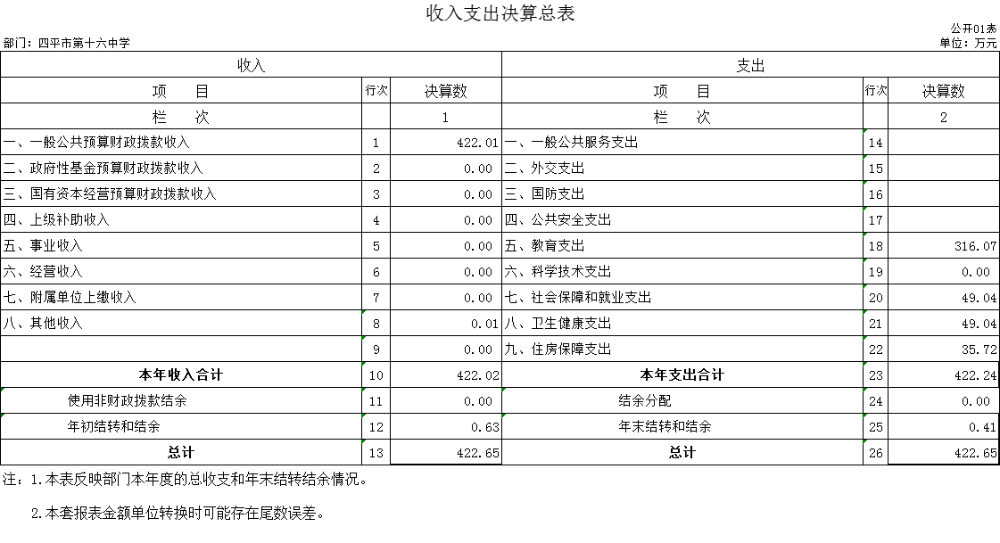 收入支出决算总表
公开01表
部门：四平市第十六中学 单位：万元
收入 支出
项 目 行次 决算数 项 目 行次 决算数
栏 次 1 栏 次 2
一、一般公共预算财政拨款收入 1 422.01 一、一般公共服务支出 14
二、政府性基金预算财政拨款收入 2 0.00 二、外交支出 15
三、国有资本经营预算财政拨款收入 3 0.00 三、国防支出 16
四、上级补助收入 4 0.00 四、公共安全支出 17
五、事业收入 5 0.00 五、教育支出 18 316.07
六、经营收入 6 0.00 六、科学技术支出 19 0.00
七、附属单位上缴收入 7 0.00 七、社会保障和就业支出 20 49.04
八、其他收入 8 0.01 八、卫生健康支出 21 49.04
9 0.00 九、住房保障支出 22 35.72
本年收入合计 10 422.02 本年支出合计 23 422.24
使用非财政拨款结余 11 0.00 结余分配 24 0.00
年初结转和结余 12 0.63 年末结转和结余 25 0.41
总计 13 422.65 总计 26 422.65
注：1.本表反映部门本年度的总收支和年末结转结余情况。
2.本套报表金额单位转换时可能存在尾数误差。